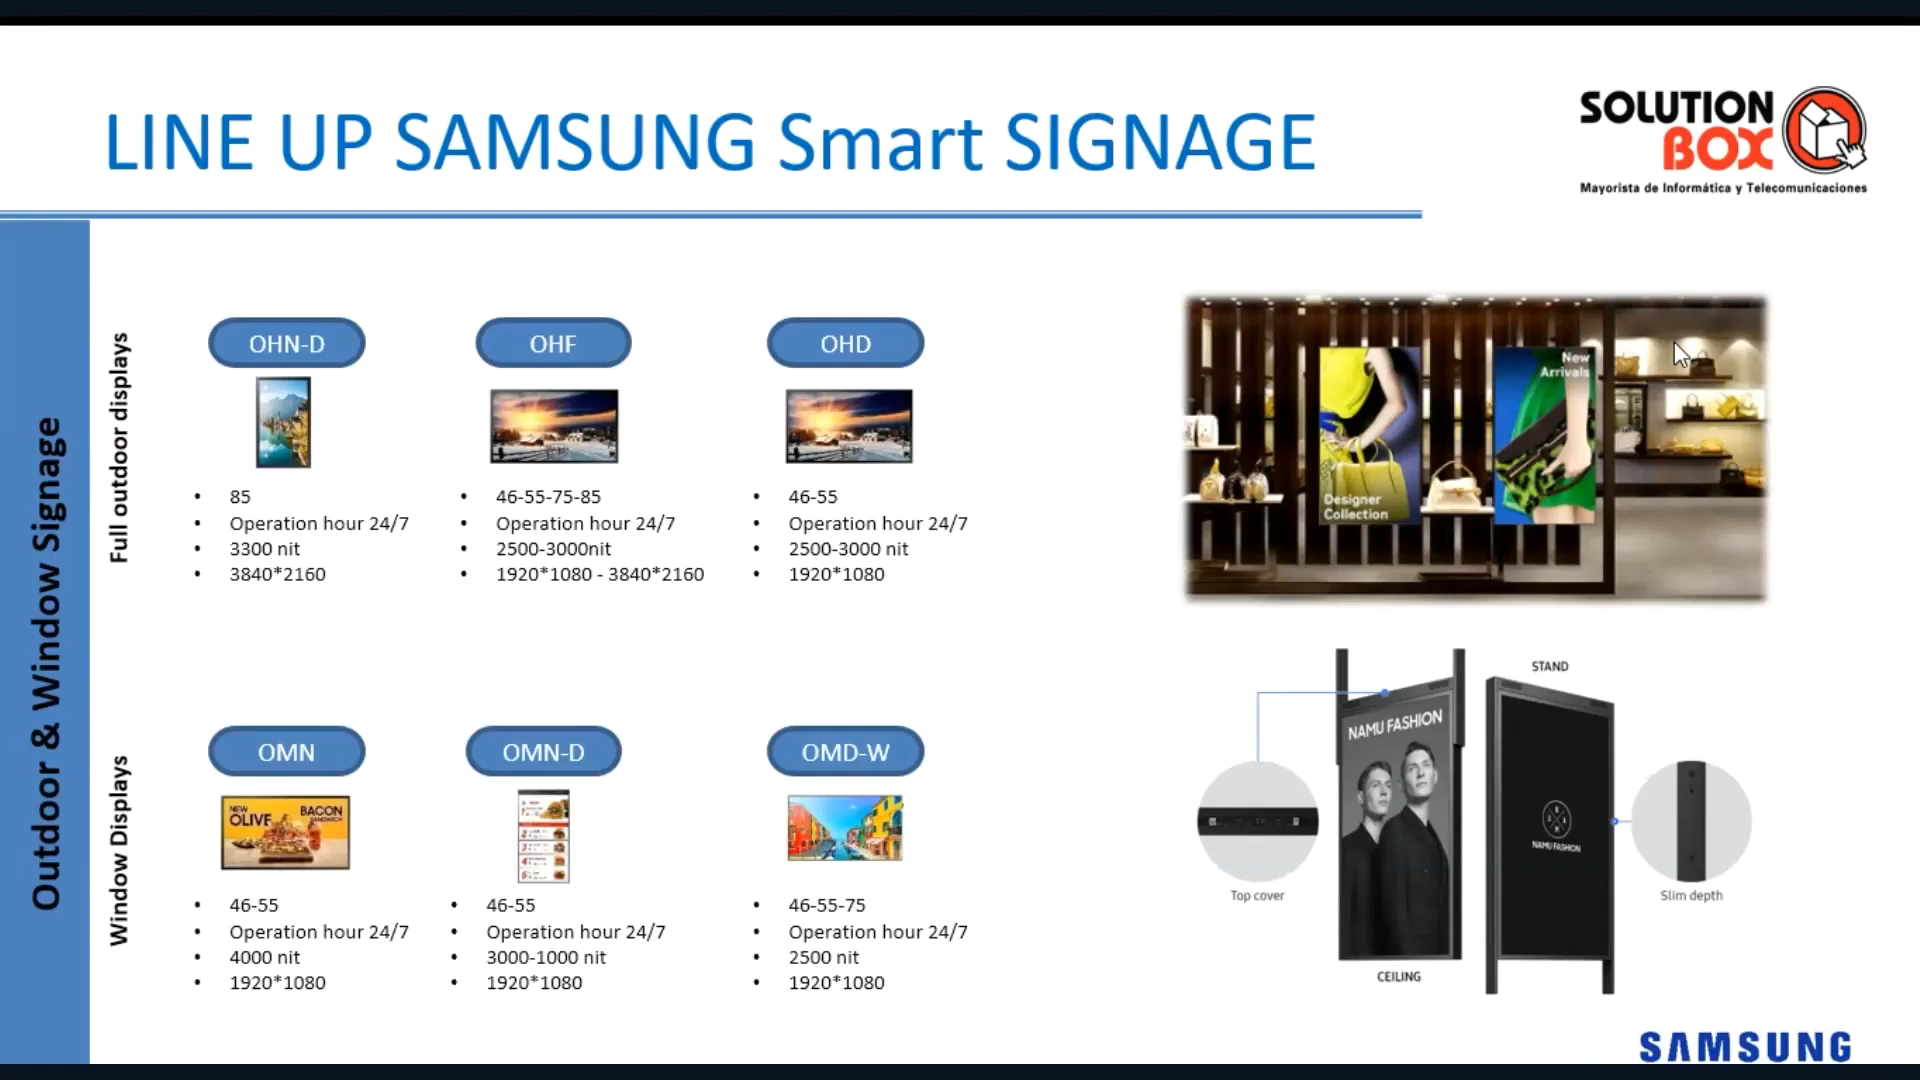 LINE UP SAMSUNG Smart SIGNAGE
SOLUTION
BOX
Mayorista de Informática y Telecomunicaciones
Outdoor & Window Signage
Full outdoor displays
OHN-D
• 85
• Operation hour 24/7
• 3300 nit
• 3840*2160
OHF
• 46-55-75-85
• Operation hour 24/7
• 2500-3000nit
• 1920*1080 - 3840*2160
OHD
• 46-55
• Operation hour 24/7
• 2500-3000 nit
• 1920*1080
Designer
Collection
New
Arrivals
Window Displays
OMN
NEW
OLIVE
BACON
SANDWICH
• 46-55
• Operation hour 24/7
• 4000 nit
• 1920*1080
OMN-D
• 46-55
• Operation hour 24/7
• 3000-1000 nit
• 1920*1080
OMD-W
• 46-55-75
• Operation hour 24/7
• 2500 nit
• 1920*1080
NAMU FASHION
Top cover
CEILING
STAND
NAMU FASHION
Slim depth
SAMSUNG